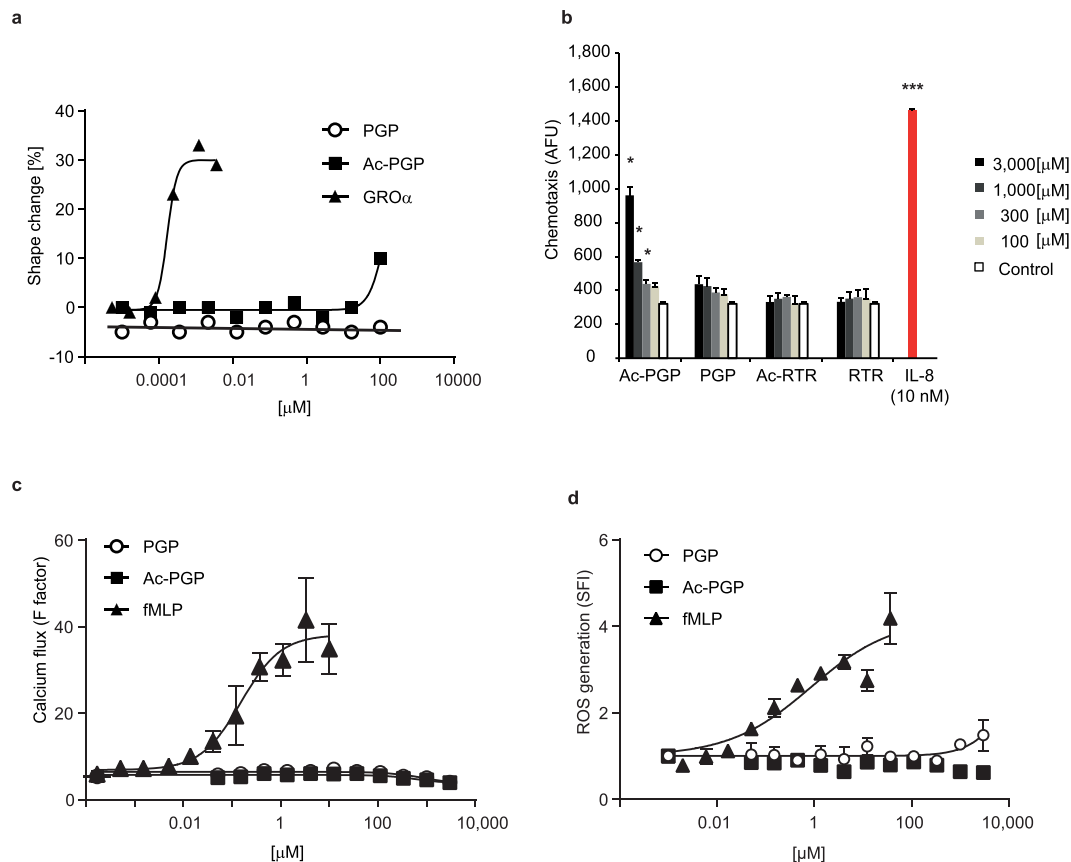 a
40
30
20
10
0
-10
Shape change [%]
PGP
Ac-PGP
GROα
0.0001
0.01
1
100
10000
[μM]
b
1,800
1,600
1,400
1,200
1,000
800
600
400
200
0
Chemotaxis (AFU)
*
*
*
***
Ac-PGP
PGP
Ac-RTR
RTR
IL-8
(10 nM)
3,000[μM]
1,000[μM]
300 [μM]
100 [μM]
Control
c
60
40
20
0
Calcium flux (F factor)
PGP
Ac-PGP
fMLP
0.01
1
100
10,000
[μM]
d
6
4
2
0
ROS generation (SFI)
PGP
Ac-PGP
fMLP
0.01
1
100
10,000
[μM]